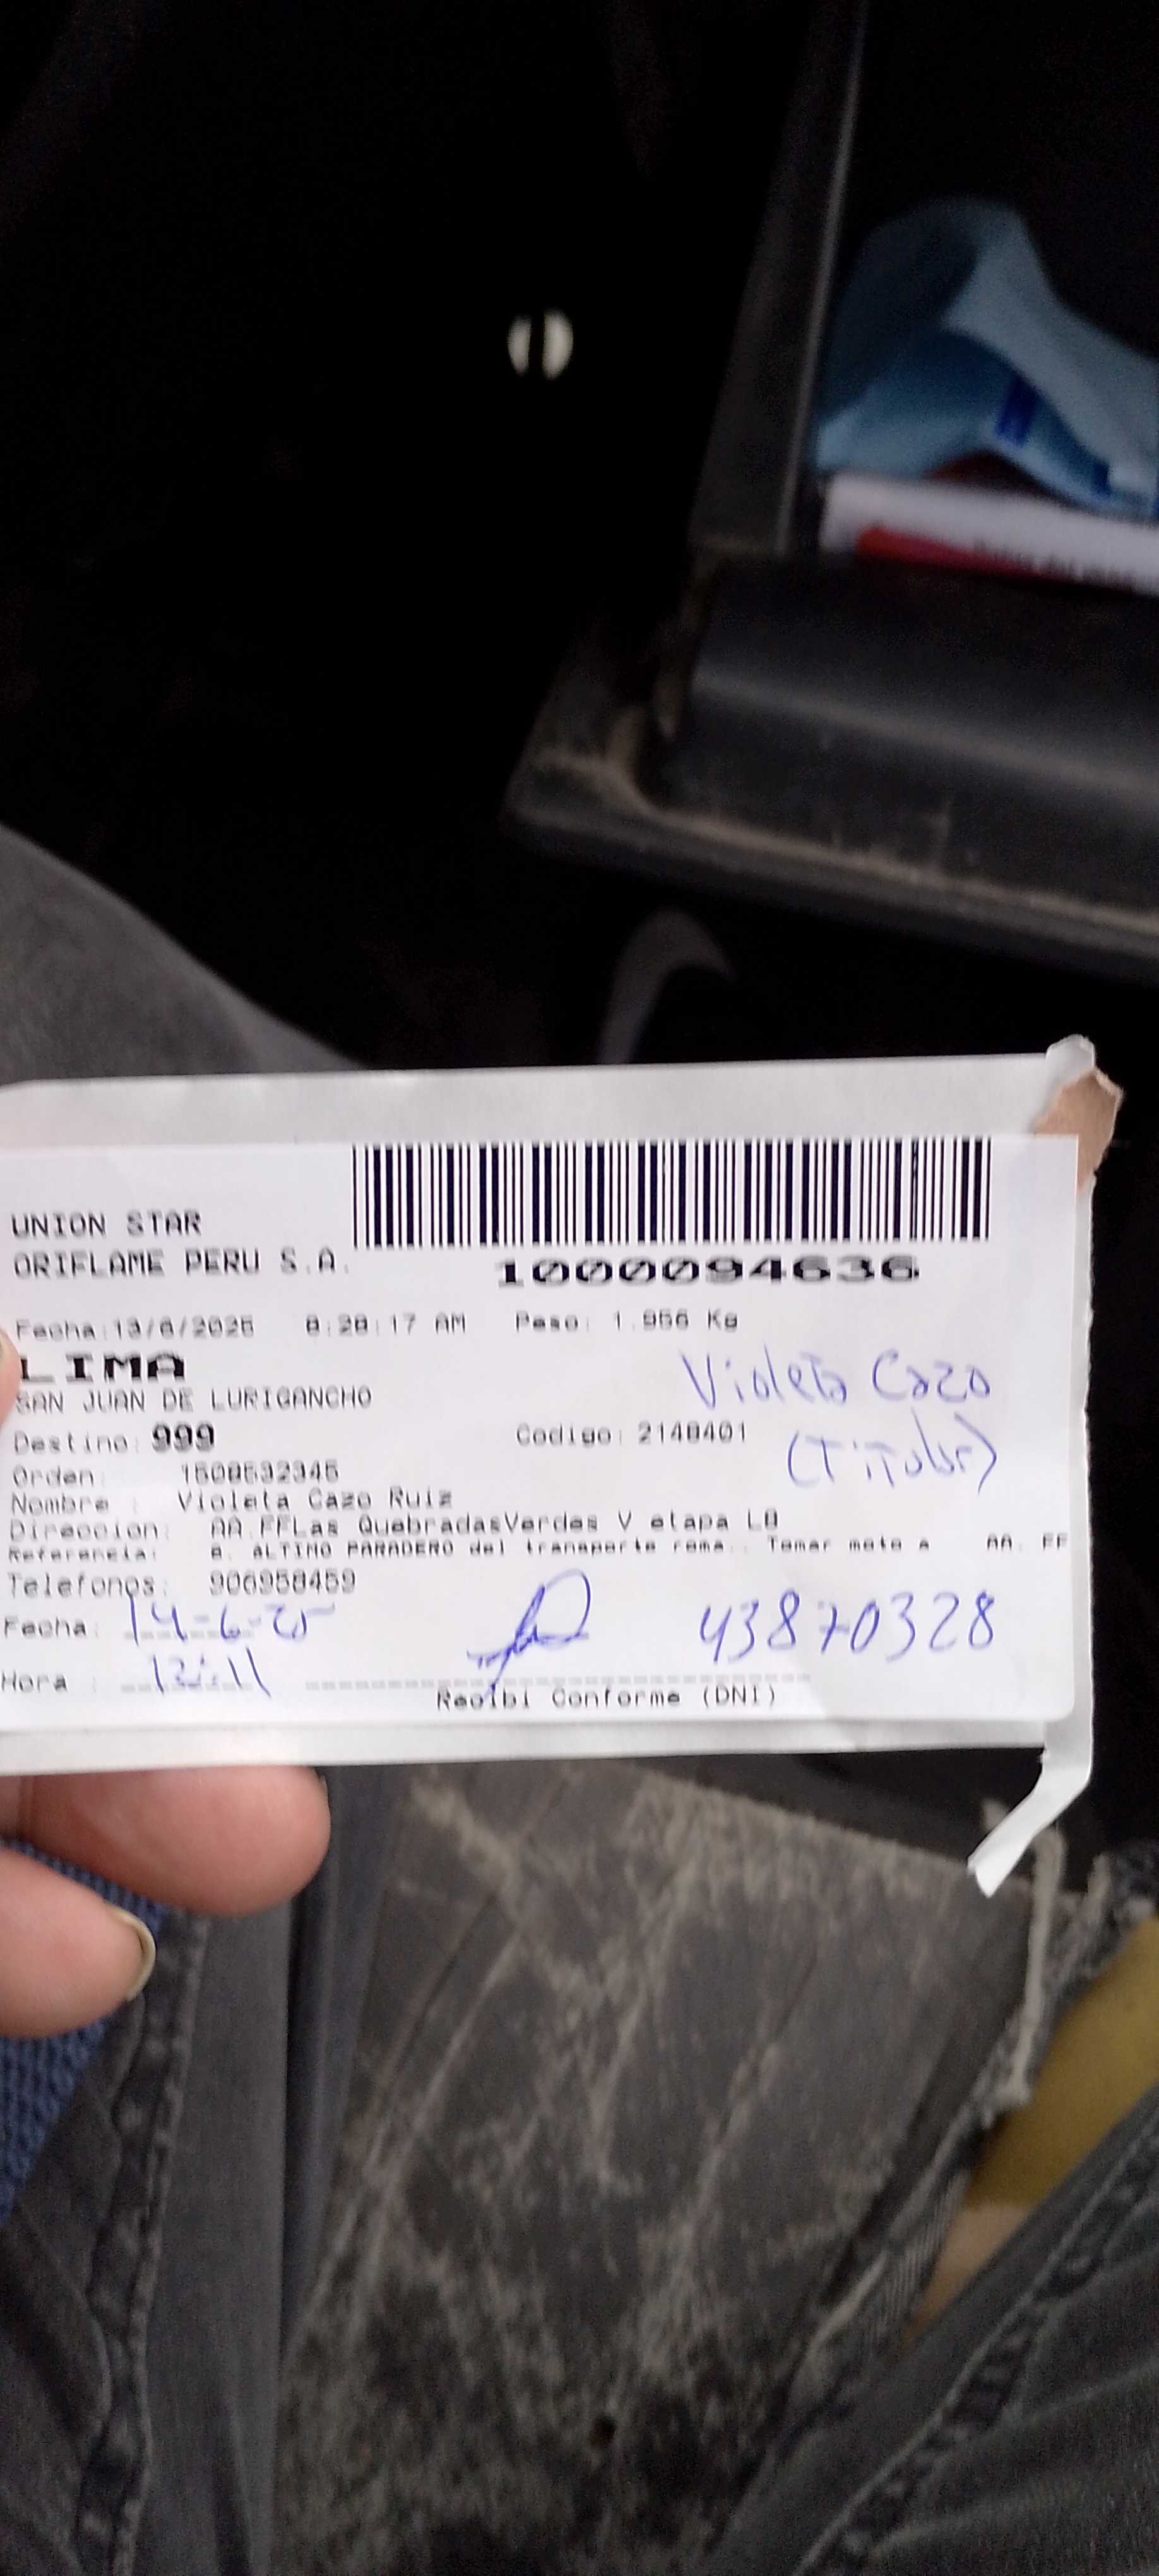 UNION STAR
ORIFLAME PERU S.A.
1000094636
Fecha:13/6/2025 8:28:17 AM Peso: 1.956 Kg
LIMA
SAN JUAN DE LURIGANCHO
Violeta Cazo
(Titular)
Destino: 999 Codigo: 2148401
Orden: 1508532345
Nombre : Violeta Cazo Ruiz
Direccion: AA.FFLas QuebradasVerdes V etapa L8
Referencia: 8. ALTIMO PARADERO del transporte roma.. Tomar moto a AA. FF
Telefonos: 906958459
Fecha: 14-6-25 43870328
Hora : 12:11
Recibi Conforme (DNI)